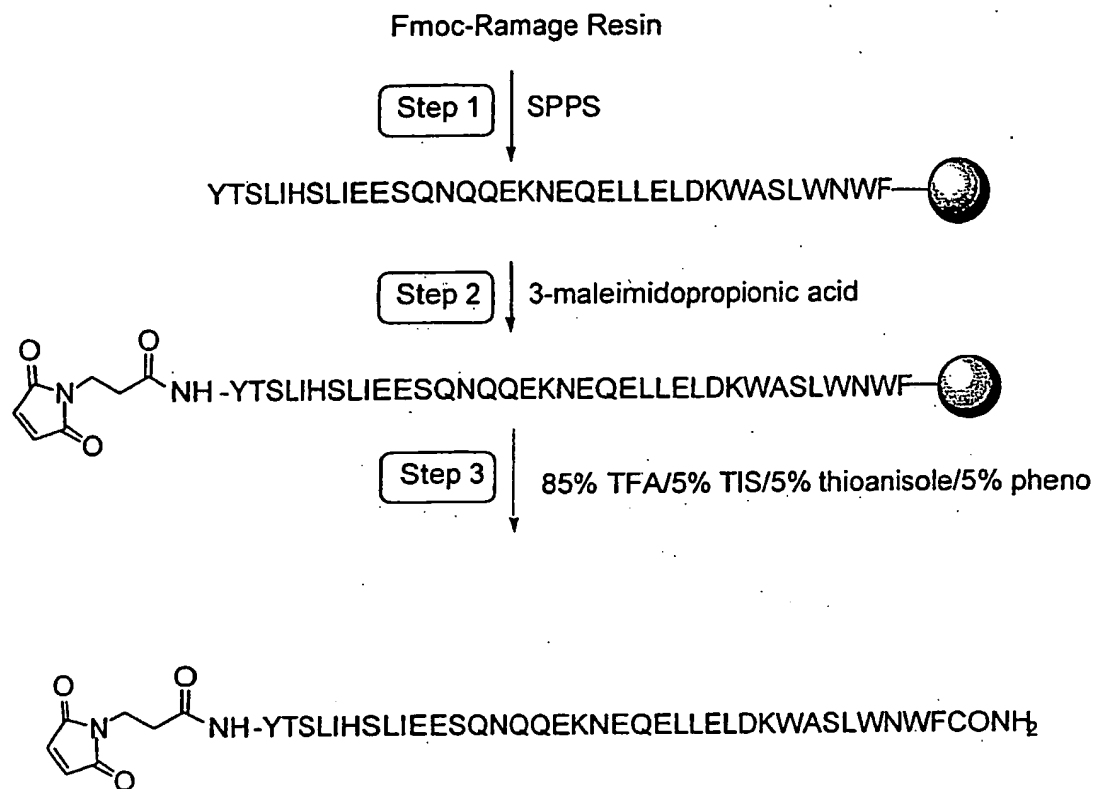 Fmoc-Ramage Resin
Step 1 SPPS
YTSLIHSLIEESQNQQEKNEQELLELDKWASLWNWF
Step 2 3-maleimidopropionic acid
O
O
N
NH -YTSLIHSLIEESQNQQEKNEQELLELDKWASLWNWF
O
Step 3 85% TFA/5% TIS/5% thioanisole/5% pheno
O
O
N
NH-YTSLIHSLIEESQNQQEKNEQELLELDKWASLWNWFCONH2
O